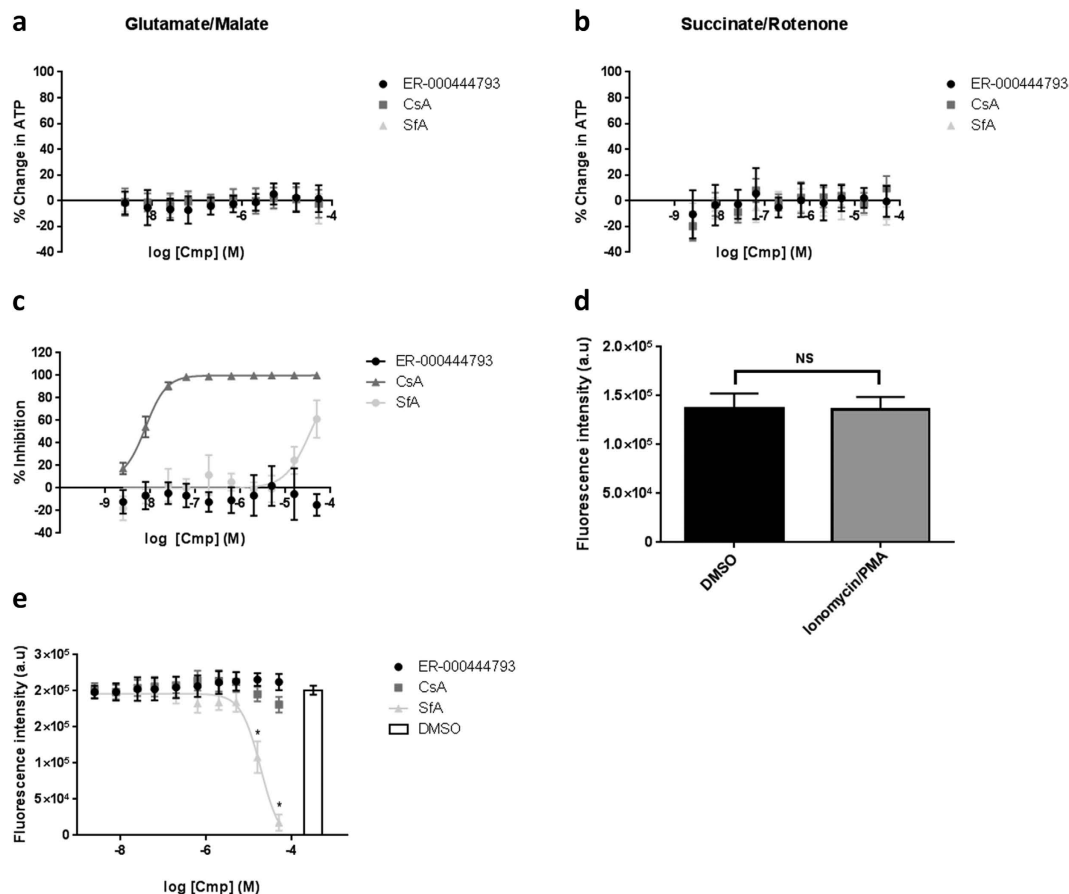 a
Glutamate/Malate
100
80
60
40
20
0
-20
-40
% Change in ATP
-8
-6
-4
log [Cmp] (M)
ER-000444793
CsA
SfA
b
Succinate/Rotenone
100
80
60
40
20
0
-20
-40
% Change in ATP
-9
-8
-7
-6
-5
-4
log [Cmp] (M)
ER-000444793
CsA
SfA
c
120
100
80
60
40
20
0
-20
-40
% Inhibition
-9
-8
-7
-6
-5
-4
log [Cmp] (M)
ER-000444793
CsA
SfA
d
2.0×10⁵
1.5×10⁵
1.0×10⁵
5.0×10⁴
0
Fluorescence intensity (a.u)
NS
DMSO
Ionomycin/PMA
e
3×10⁵
2×10⁵
2×10⁵
1×10⁵
5×10⁴
0
Fluorescence intensity (a.u)
*
*
-8
-6
-4
log [Cmp] (M)
ER-000444793
CsA
SfA
DMSO